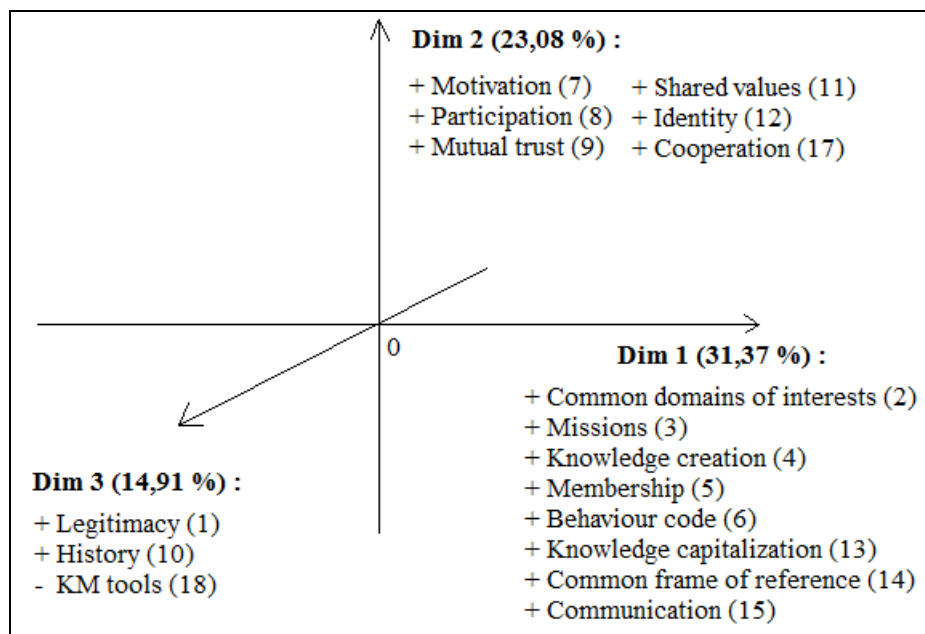 Dim 2 (23,08 %) :
+ Motivation (7) + Shared values (11)
+ Participation (8) + Identity (12)
+ Mutual trust (9) + Cooperation (17)
0
Dim 1 (31,37 %) :
+ Common domains of interests (2)
+ Missions (3)
+ Knowledge creation (4)
+ Membership (5)
+ Behaviour code (6)
+ Knowledge capitalization (13)
+ Common frame of reference (14)
+ Communication (15)
Dim 3 (14,91 %) :
+ Legitimacy (1)
+ History (10)
- KM tools (18)